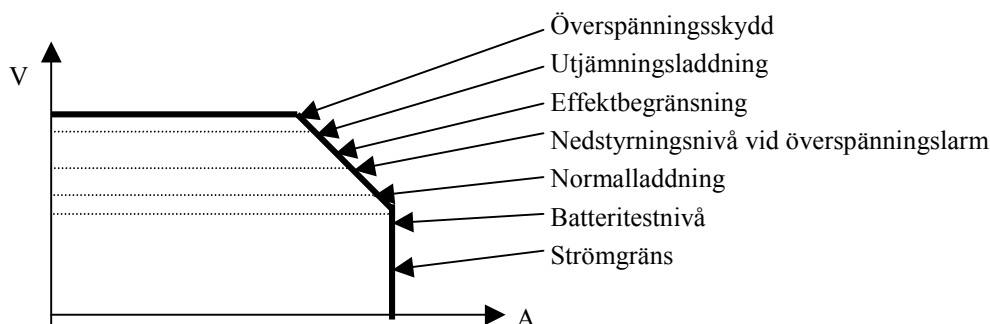 Överspänningsskydd
V
Utjämningsladdning
Effektbegränsning
Nedstyrningsnivå vid överspänningslarm
Normalladdning
Batteritestnivå
Strömgräns
A